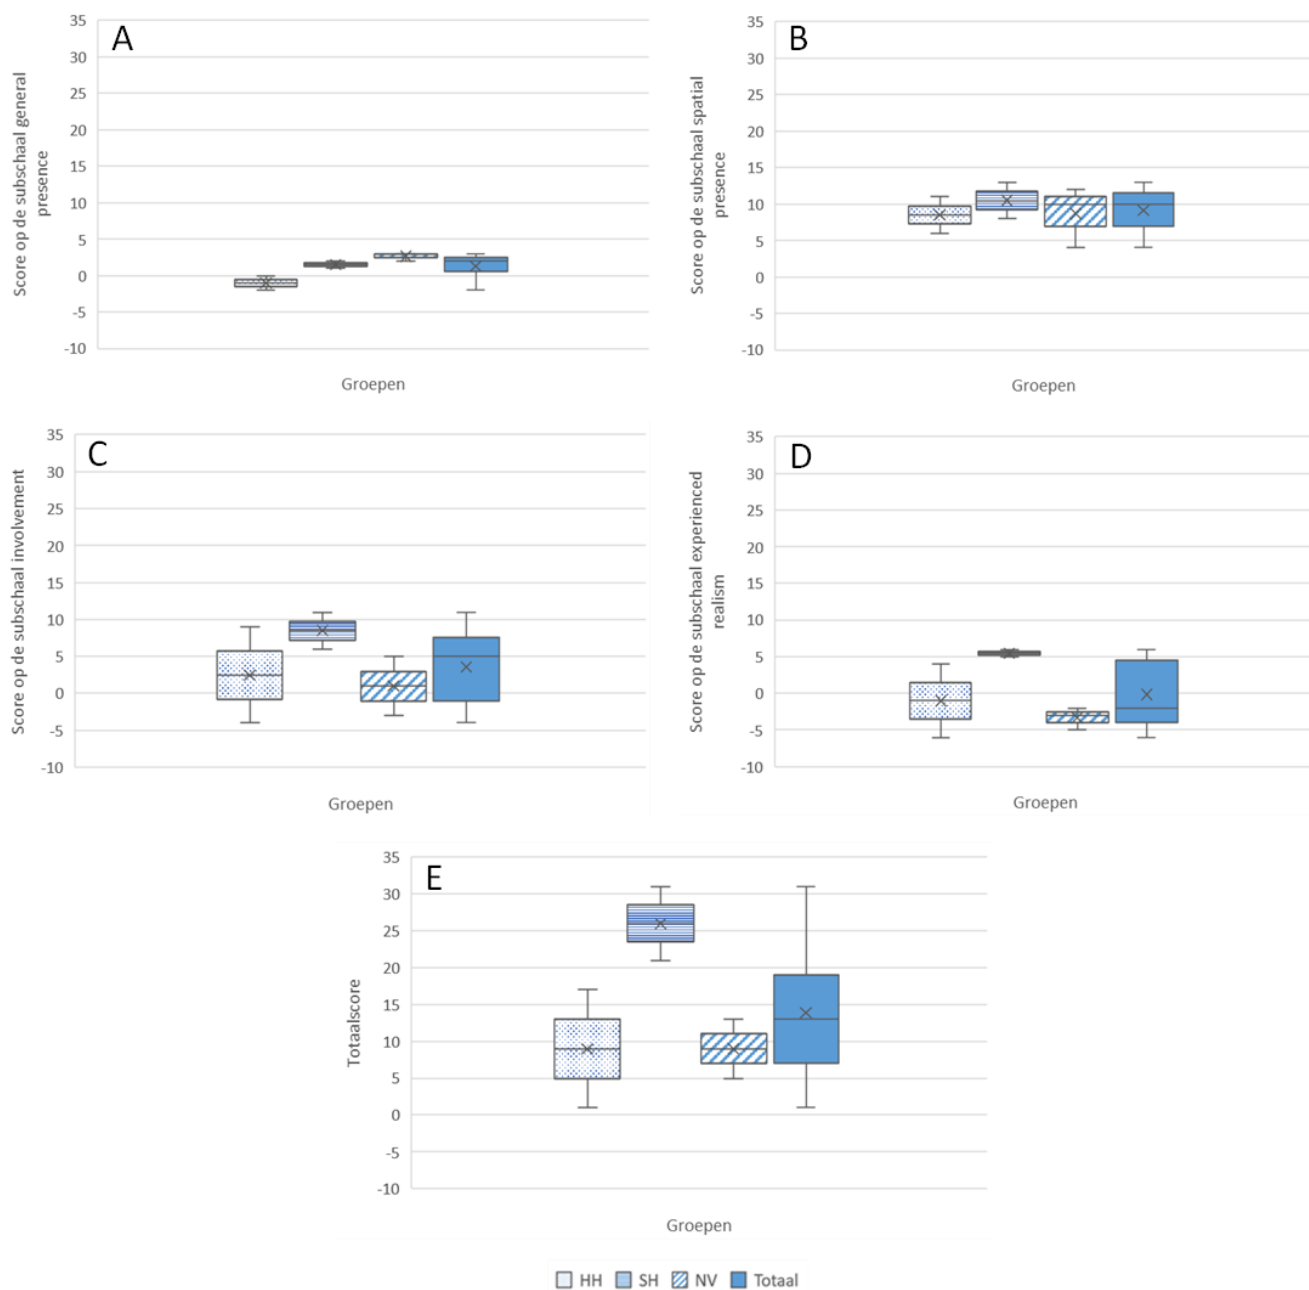 A
35
30
25
20
15
10
5
0
-5
-10
Score op de subschaal general
presence
Groepen
B
35
30
25
20
15
10
5
0
-5
-10
Score op de subschaal spatial
presence
Groepen
C
35
30
25
20
15
10
5
0
-5
-10
Score op de subschaal involvement
Groepen
D
35
30
25
20
15
10
5
0
-5
-10
Score op de subschaal experienced
realism
Groepen
E
35
30
25
20
15
10
5
0
-5
-10
Totaalscore
Groepen
HH SH NV Totaal